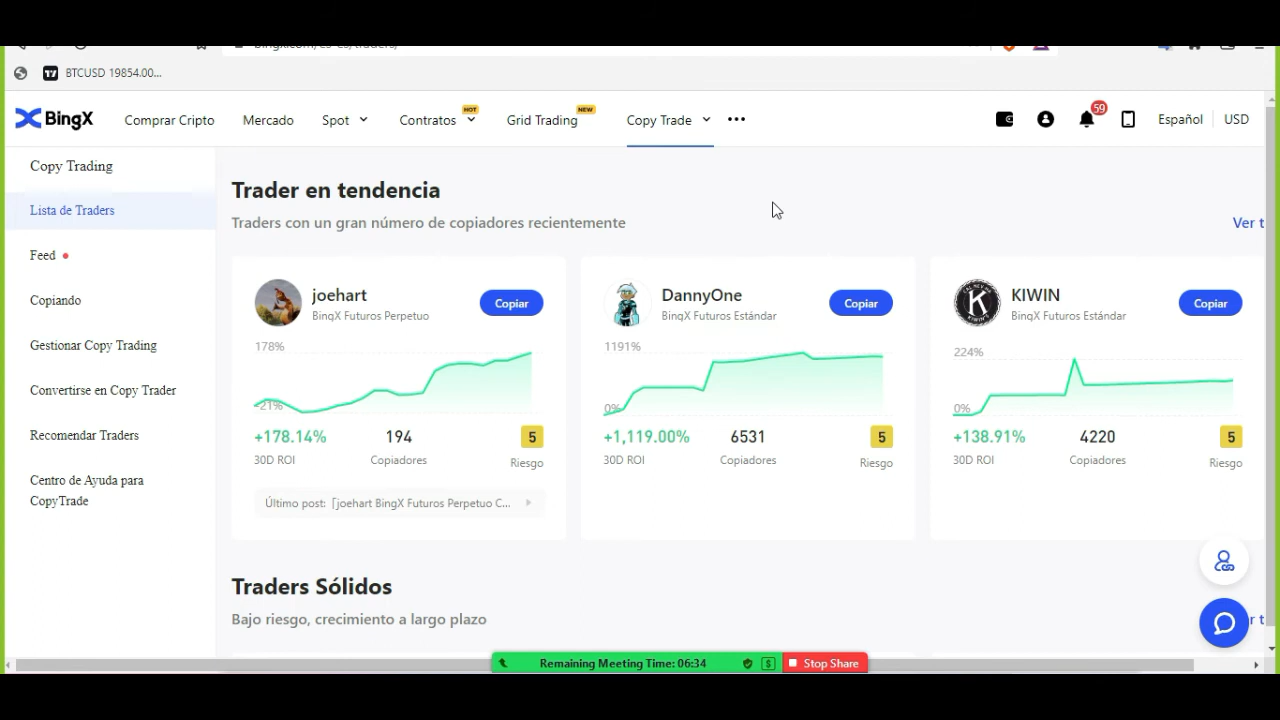 BTCUSD 19854.00...
BingX
Comprar Cripto
Mercado
Spot
Contratos
HOT
Grid Trading
NEW
Copy Trade
59
Español
USD
Copy Trading
Lista de Traders
Feed
Copiando
Gestionar Copy Trading
Convertirse en Copy Trader
Recomendar Traders
Centro de Ayuda para
CopyTrade
Trader en tendencia
Traders con un gran número de copiadores recientemente
Ver t
joehart
BingX Futuros Perpetuo
Copiar
178%
-21%
+178.14%
194
5
30D ROI
Copiadores
Riesgo
Último post:「joehart BingX Futuros Perpetuo C...
DannyOne
BingX Futuros Estándar
Copiar
1191%
0%
+1,119.00%
6531
5
30D ROI
Copiadores
Riesgo
KIWIN
BingX Futuros Estándar
Copiar
224%
0%
+138.91%
4220
5
30D ROI
Copiadores
Riesgo
Traders Sólidos
Bajo riesgo, crecimiento a largo plazo
Remaining Meeting Time: 06:34
Stop Share